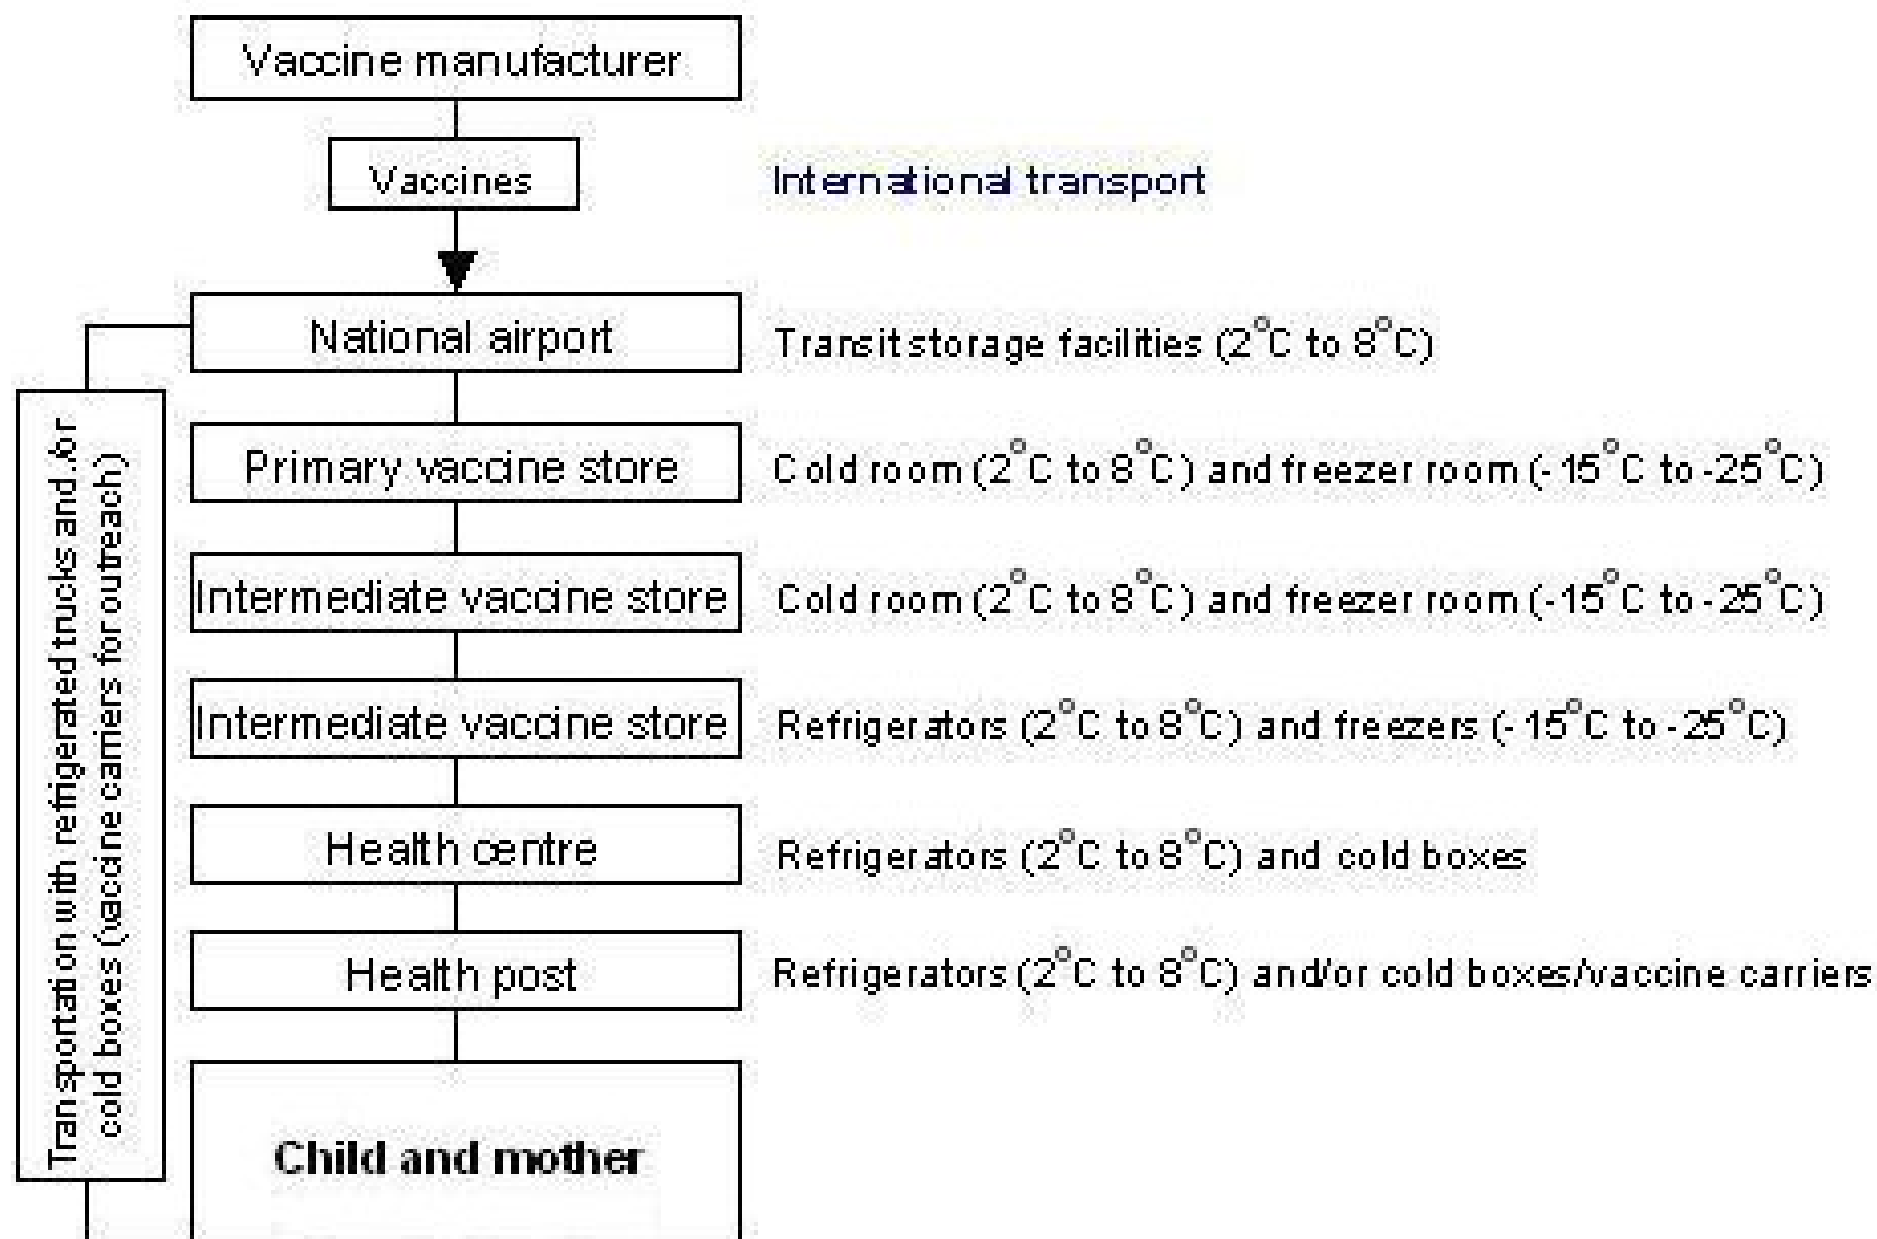 Vaccine manufacturer
Vaccines
International transport
National airport
Transit storage facilities (2°C to 8°C)
Primary vaccine store
Cold room (2°C to 8°C) and freezer room (-15°C to -25°C)
Intermediate vaccine store
Cold room (2°C to 8°C) and freezer room (-15°C to -25°C)
Intermediate vaccine store
Refrigerators (2°C to 8°C) and freezers (-15°C to -25°C)
Health centre
Refrigerators (2°C to 8°C) and cold boxes
Health post
Refrigerators (2°C to 8°C) and/or cold boxes/vaccine carriers
Child and mother
Transportation with refrigerated trucks and/or
cold boxes (vaccine carriers for outreach)